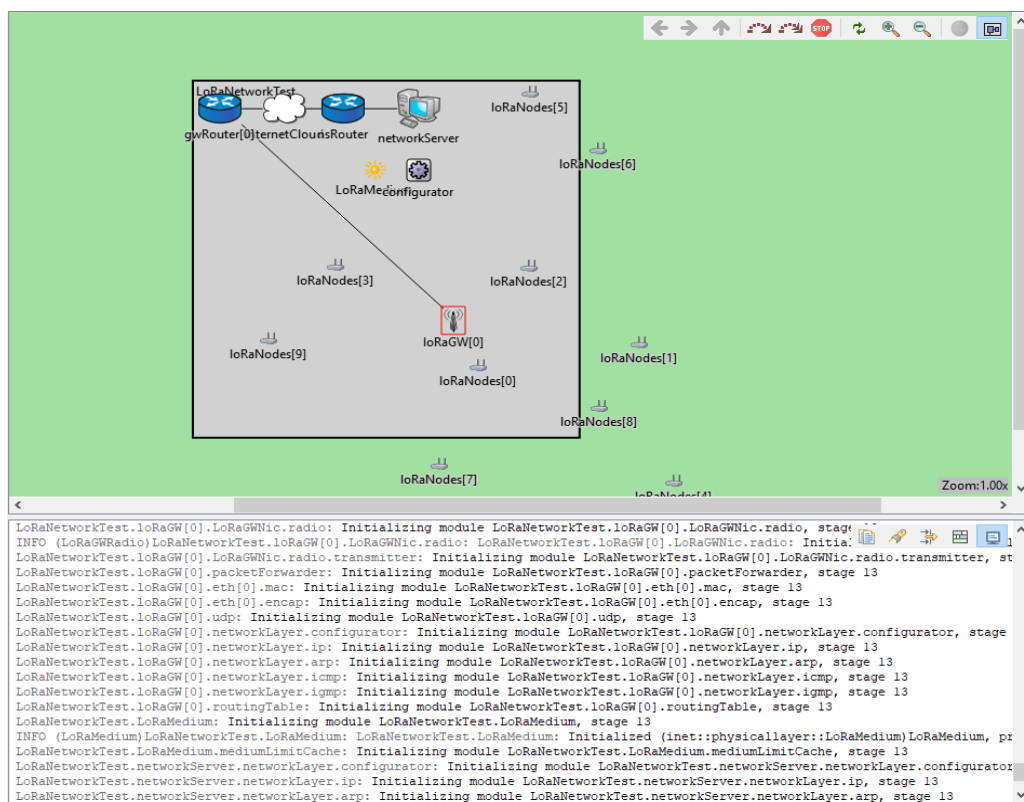 STOP
LoRaNetworkTest
loRaNodes[5]
gwRouter[0]
nsRouter
networkServer
loRaNodes[6]
LoRaMedium
configurator
loRaNodes[3]
loRaNodes[2]
loRaGW[0]
loRaNodes[9]
loRaNodes[1]
loRaNodes[0]
loRaNodes[8]
loRaNodes[7]
Zoom:1.00x
loRaNodes[4]
LoRaNetworkTest.loRaGW[0].LoRaGWNic.radio: Initializing module LoRaNetworkTest.loRaGW[0].LoRaGWNic.radio, stage
INFO (LoRaGWRadio)LoRaNetworkTest.loRaGW[0].LoRaGWNic.radio: LoRaNetworkTest.loRaGW[0].LoRaGWNic.radio: Initial
LoRaNetworkTest.loRaGW[0].LoRaGWNic.radio.transmitter: Initializing module LoRaNetworkTest.loRaGW[0].LoRaGWNic.radio.transmitter, st
LoRaNetworkTest.loRaGW[0].packetForwarder: Initializing module LoRaNetworkTest.loRaGW[0].packetForwarder, stage 13
LoRaNetworkTest.loRaGW[0].eth[0].mac: Initializing module LoRaNetworkTest.loRaGW[0].eth[0].mac, stage 13
LoRaNetworkTest.loRaGW[0].eth[0].encap: Initializing module LoRaNetworkTest.loRaGW[0].eth[0].encap, stage 13
LoRaNetworkTest.loRaGW[0].udp: Initializing module LoRaNetworkTest.loRaGW[0].udp, stage 13
LoRaNetworkTest.loRaGW[0].networkLayer.configurator: Initializing module LoRaNetworkTest.loRaGW[0].networkLayer.configurator, stage
LoRaNetworkTest.loRaGW[0].networkLayer.ip: Initializing module LoRaNetworkTest.loRaGW[0].networkLayer.ip, stage 13
LoRaNetworkTest.loRaGW[0].networkLayer.arp: Initializing module LoRaNetworkTest.loRaGW[0].networkLayer.arp, stage 13
LoRaNetworkTest.loRaGW[0].networkLayer.icmp: Initializing module LoRaNetworkTest.loRaGW[0].networkLayer.icmp, stage 13
LoRaNetworkTest.loRaGW[0].networkLayer.igmp: Initializing module LoRaNetworkTest.loRaGW[0].networkLayer.igmp, stage 13
LoRaNetworkTest.loRaGW[0].routingTable: Initializing module LoRaNetworkTest.loRaGW[0].routingTable, stage 13
LoRaNetworkTest.LoRaMedium: Initializing module LoRaNetworkTest.LoRaMedium, stage 13
INFO (LoRaMedium)LoRaNetworkTest.LoRaMedium: LoRaNetworkTest.LoRaMedium: Initialized (inet::physicallayer::LoRaMedium)LoRaMedium, pr
LoRaNetworkTest.LoRaMedium.mediumLimitCache: Initializing module LoRaNetworkTest.LoRaMedium.mediumLimitCache, stage 13
LoRaNetworkTest.networkServer.networkLayer.configurator: Initializing module LoRaNetworkTest.networkServer.networkLayer.configurator
LoRaNetworkTest.networkServer.networkLayer.ip: Initializing module LoRaNetworkTest.networkServer.networkLayer.ip, stage 13
LoRaNetworkTest.networkServer.networkLayer.arp: Initializing module LoRaNetworkTest.networkServer.networkLayer.arp, stage 13